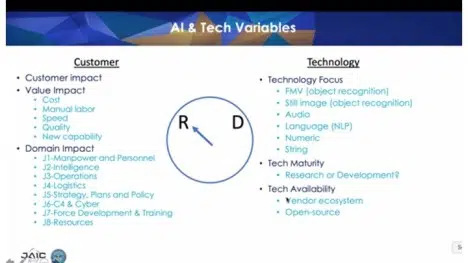 AI & Tech Variables
Customer
Customer impact
Value Impact
Cost
Manual labor
Speed
Quality
New capability
Domain Impact
J1-Manpower and Personnel
J2-Intelligence
J3-Operations
J4-Logistics
J5-Strategy, Plans and Policy
J6-C4 & Cyber
J7-Force Development & Training
J8-Resources
R D
Technology
Technology Focus
FMV (object recognition)
Still image (object recognition)
Audio
Language (NLP)
Numeric
String
Tech Maturity
Research or Development?
Tech Availability
Vendor ecosystem
Open-source
JAIC
5